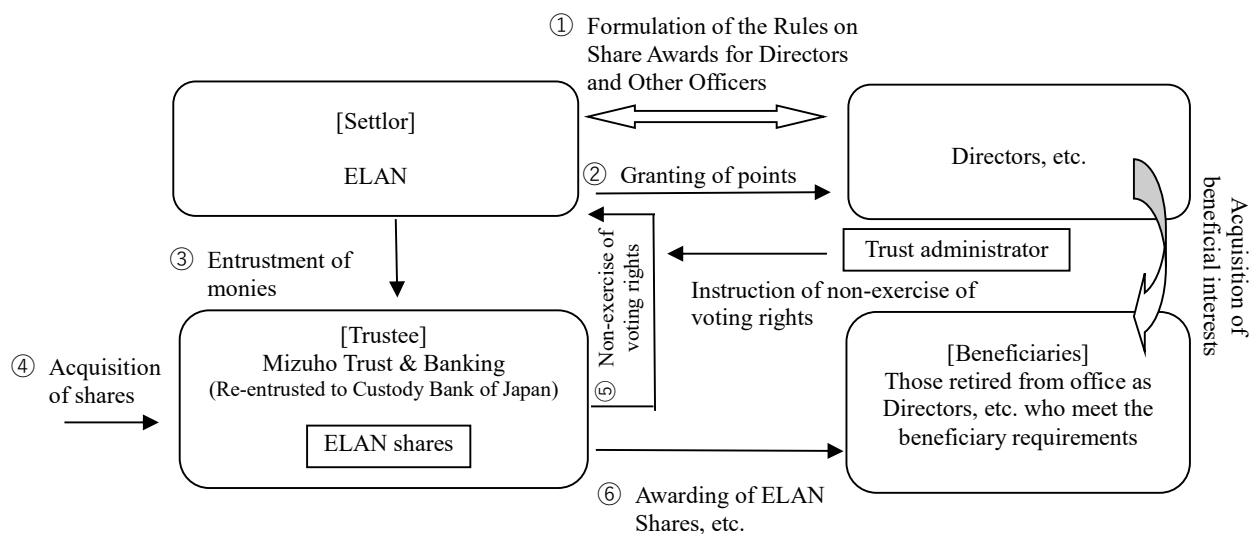 ① Formulation of the Rules on
Share Awards for Directors
and Other Officers
[Settlor]
ELAN
Directors, etc.
② Granting of points
Acquisition of
beneficial interests
Trust administrator
③ Entrustment of
monies
⑤ Non-exercise of
voting rights
Instruction of non-exercise of
voting rights
[Trustee]
Mizuho Trust & Banking
(Re-entrusted to Custody Bank of Japan)
ELAN shares
④ Acquisition
of shares
[Beneficiaries]
Those retired from office as
Directors, etc. who meet the
beneficiary requirements
⑥ Awarding of ELAN
Shares, etc.